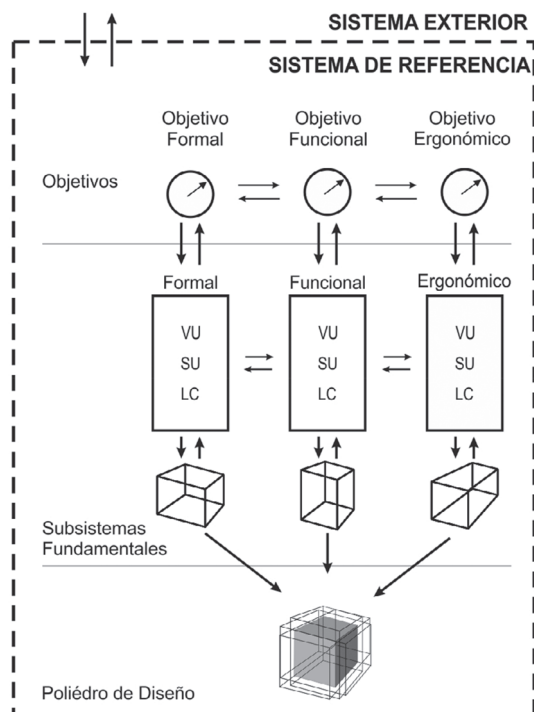 SISTEMA EXTERIOR
SISTEMA DE REFERENCIA
Objetivo Objetivo Objetivo
Formal Funcional Ergonómico
Objetivos
Formal Funcional Ergonómico
VU VU VU
SU SU SU
LC LC LC
Subsistemas
Fundamentales
Poliédro de Diseño